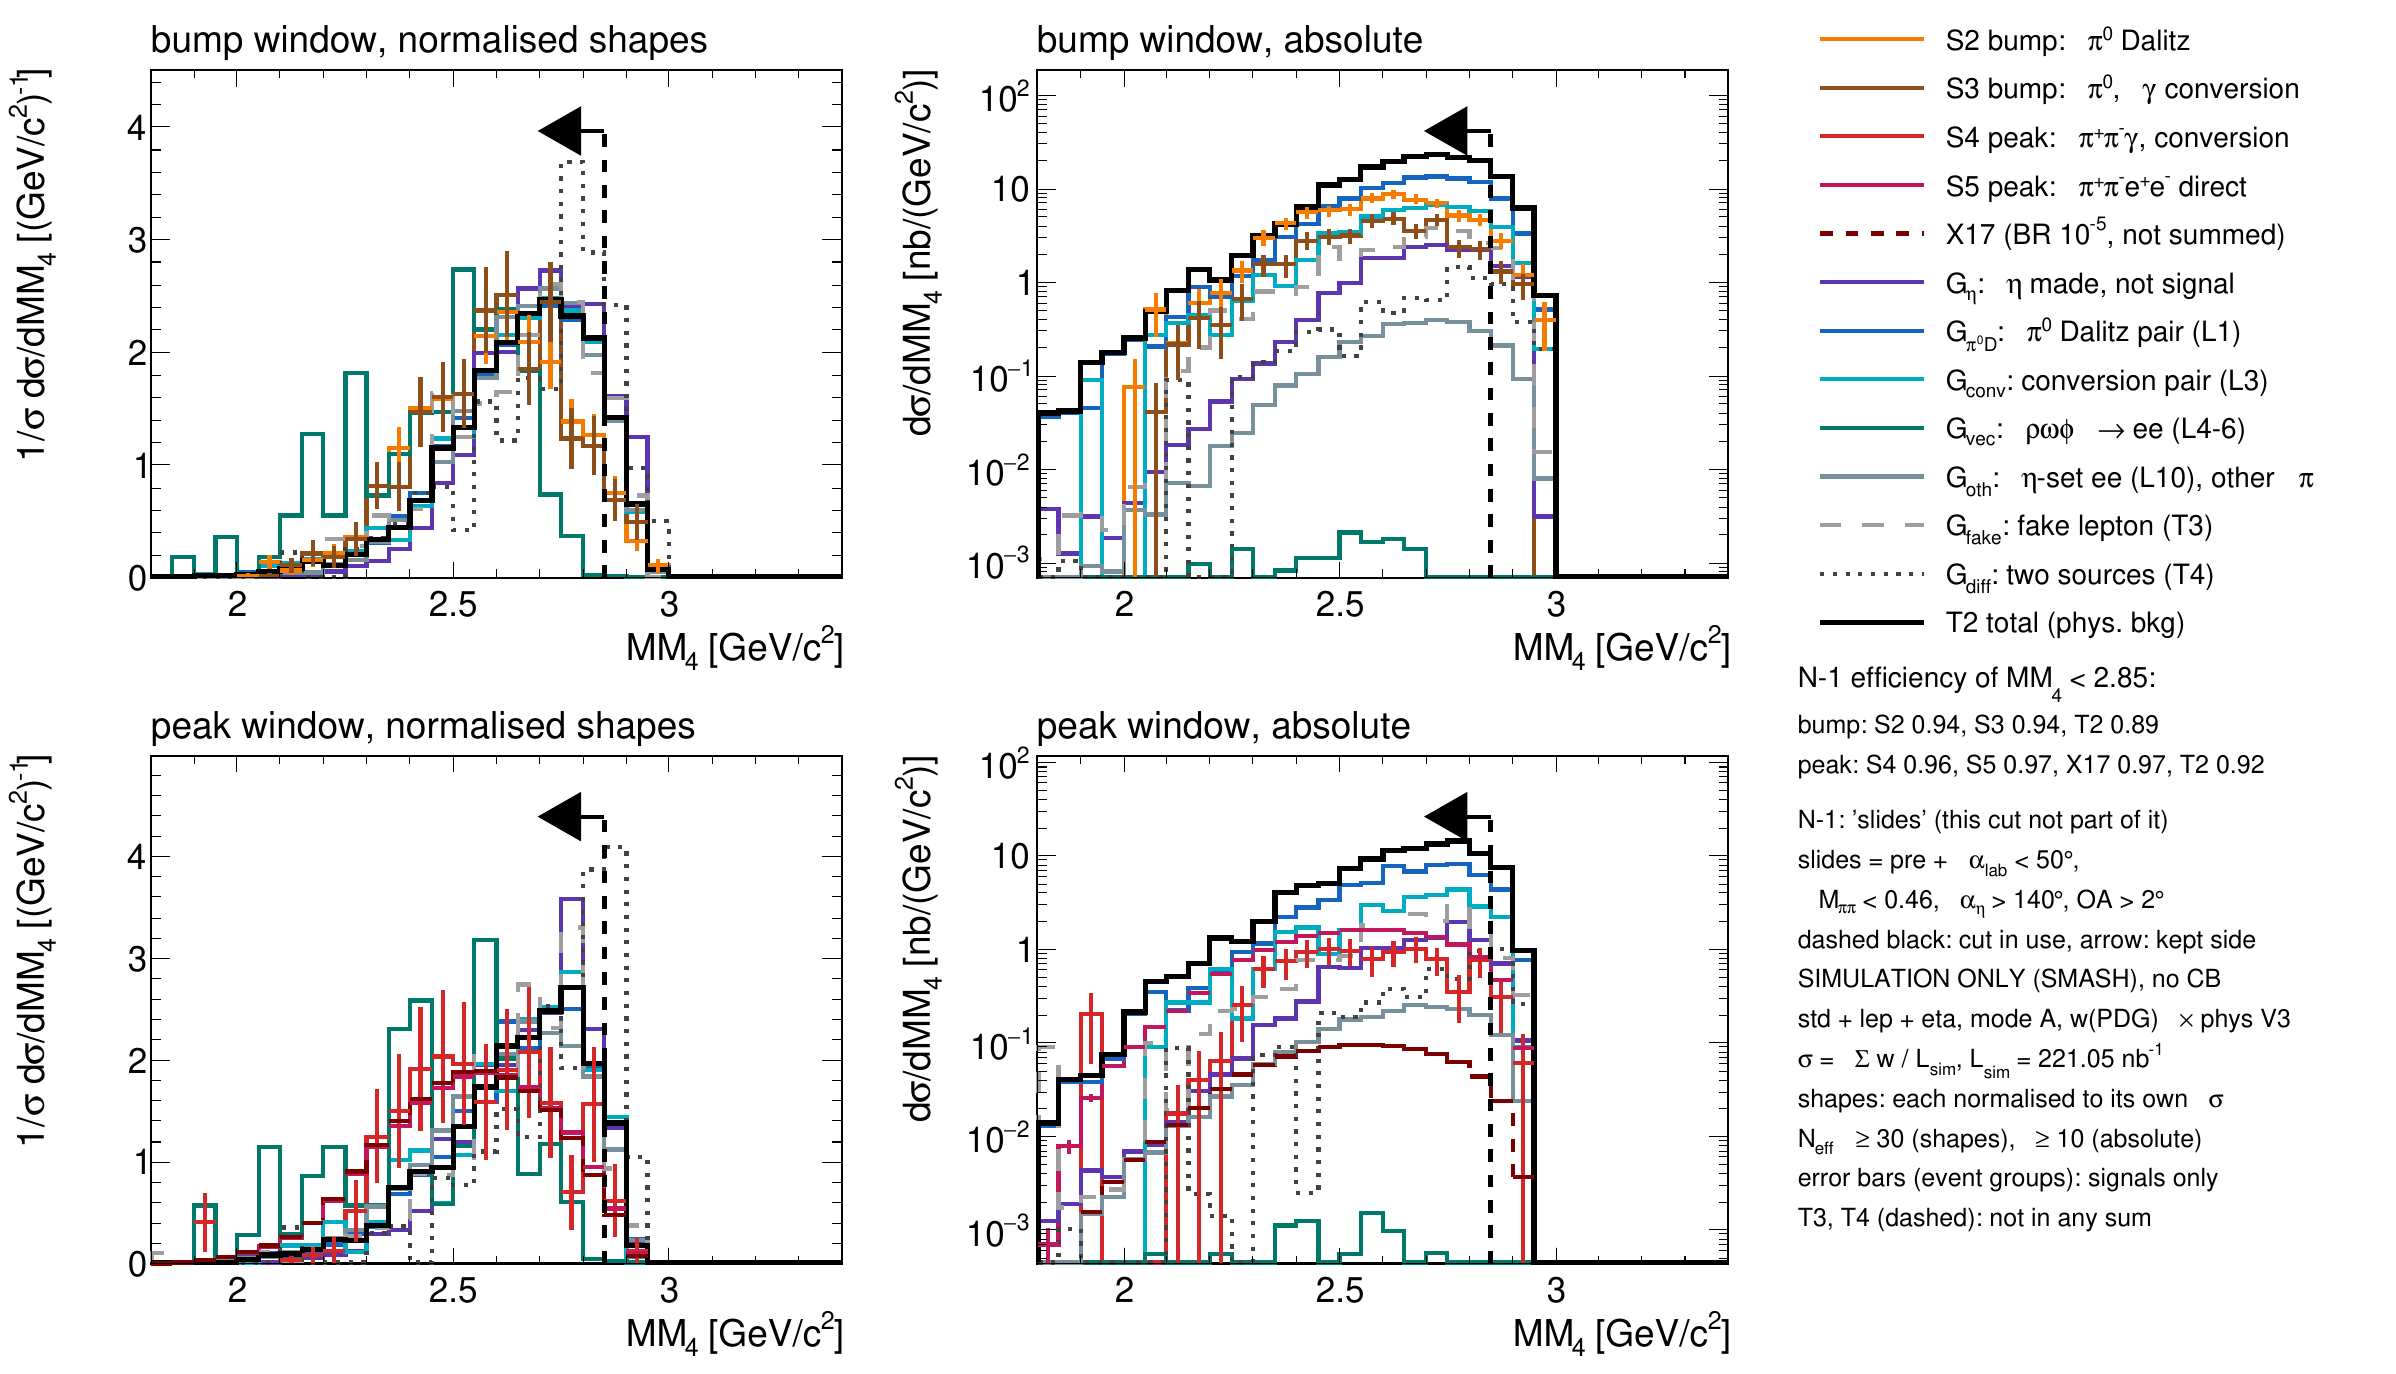 bump window, normalised shapes
1/σ dσ/dMM4 [(GeV/c²)⁻¹]
4
3
2
1
0
2 2.5 3
MM4 [GeV/c²]
bump window, absolute
dσ/dMM4 [nb/(GeV/c²)]
10²
10
1
10⁻¹
10⁻²
10⁻³
2 2.5 3
MM4 [GeV/c²]
peak window, normalised shapes
1/σ dσ/dMM4 [(GeV/c²)⁻¹]
4
3
2
1
0
2 2.5 3
MM4 [GeV/c²]
peak window, absolute
dσ/dMM4 [nb/(GeV/c²)]
10²
10
1
10⁻¹
10⁻²
10⁻³
2 2.5 3
MM4 [GeV/c²]
S2 bump: π⁰ Dalitz
S3 bump: π⁰, γ conversion
S4 peak: π⁺π⁻γ, conversion
S5 peak: π⁺π⁻e⁺e⁻ direct
X17 (BR 10⁻⁵, not summed)
Gη: η made, not signal
Gπ⁰D: π⁰ Dalitz pair (L1)
Gconv: conversion pair (L3)
Gvec: ρωϕ → ee (L4-6)
Goth: η-set ee (L10), other π
Gfake: fake lepton (T3)
Gdiff: two sources (T4)
T2 total (phys. bkg)
N-1 efficiency of MM4 < 2.85:
bump: S2 0.94, S3 0.94, T2 0.89
peak: S4 0.96, S5 0.97, X17 0.97, T2 0.92
N-1: 'slides' (this cut not part of it)
slides = pre + αlab < 50°,
Mππ < 0.46, αη > 140°, OA > 2°
dashed black: cut in use, arrow: kept side
SIMULATION ONLY (SMASH), no CB
std + lep + eta, mode A, w(PDG) × phys V3
σ = Σ w / Lsim, Lsim = 221.05 nb⁻¹
shapes: each normalised to its own σ
Neff ≥ 30 (shapes), ≥ 10 (absolute)
error bars (event groups): signals only
T3, T4 (dashed): not in any sum